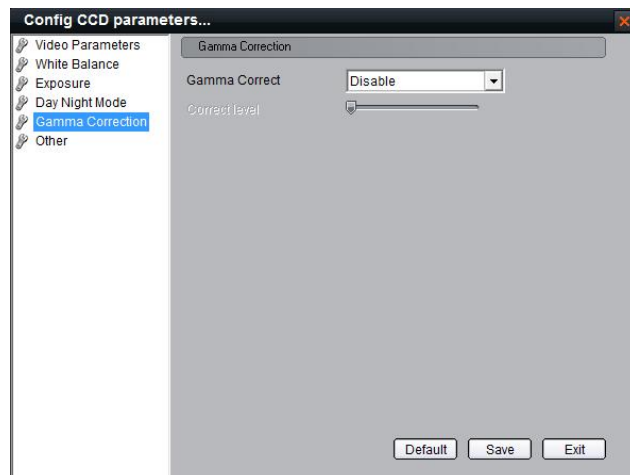 Config CCD parameters...
Video Parameters
White Balance
Exposure
Day Night Mode
Gamma Correction
Other
Gamma Correction
Gamma Correct
Disable
Correct level
Default
Save
Exit